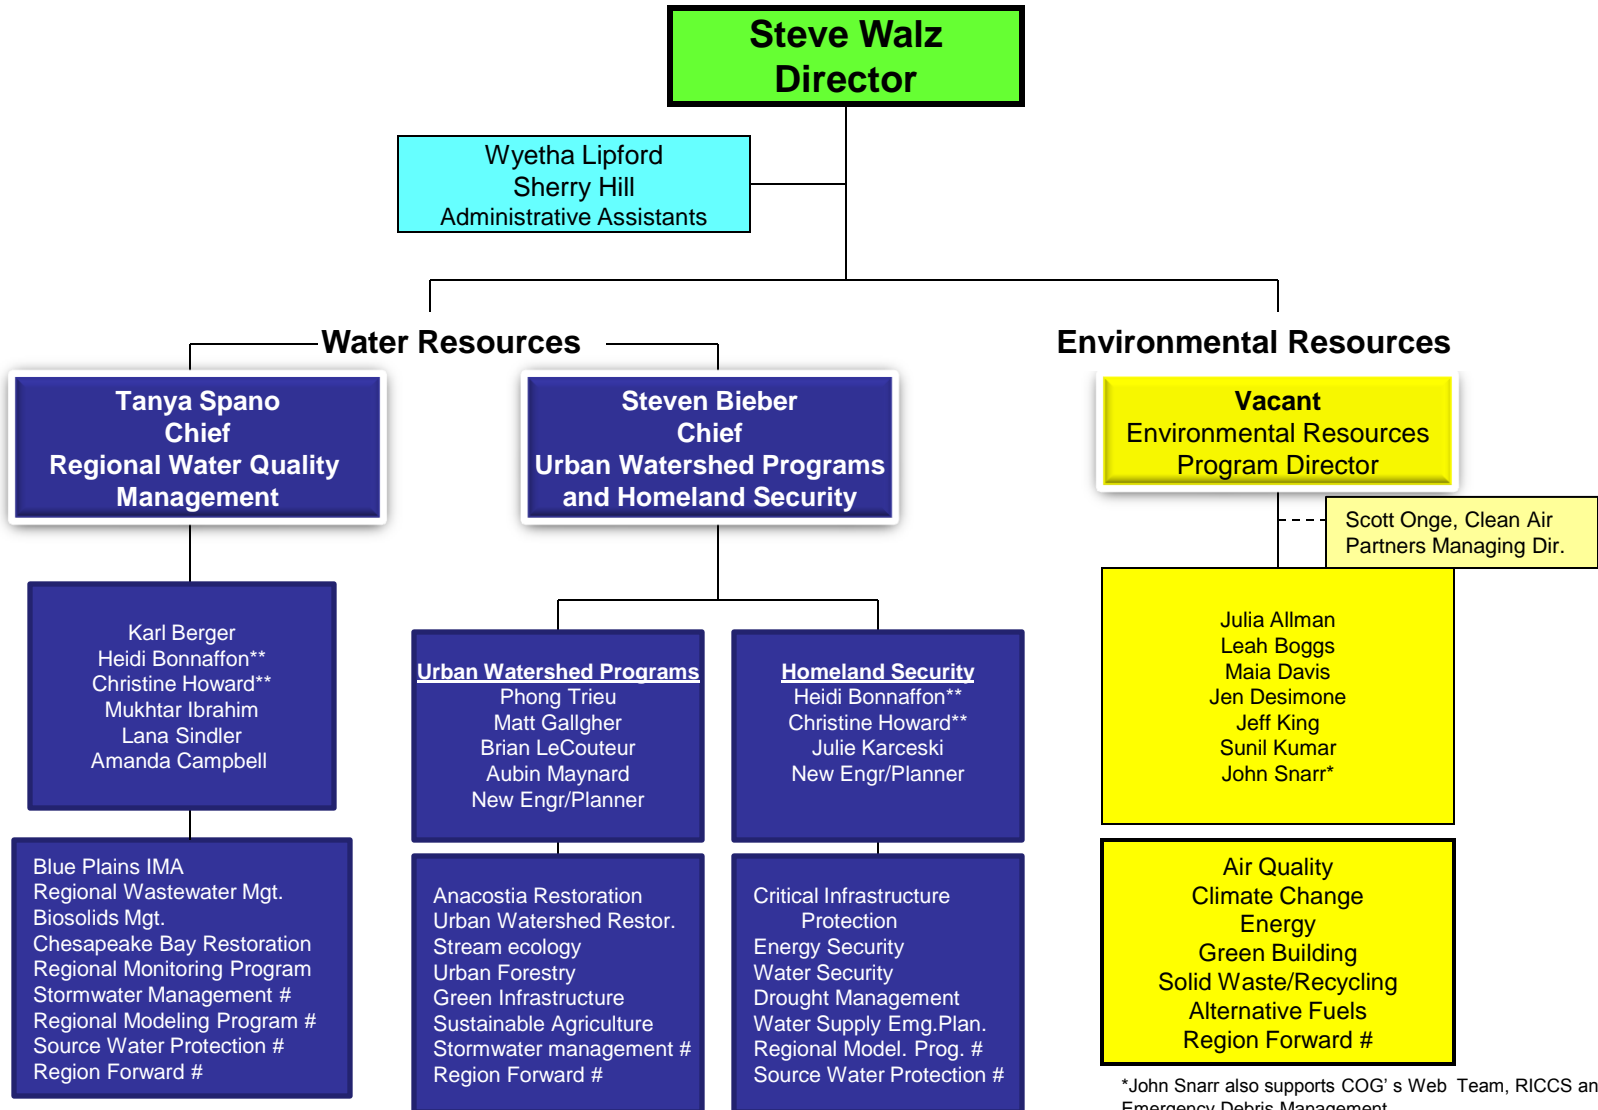 Steve Walz
Director
Wyetha Lipford
Sherry Hill
Administrative Assistants
Water Resources
Environmental Resources
Tanya Spano
Chief
Regional Water Quality
Management
Steven Bieber
Chief
Urban Watershed Programs
and Homeland Security
Vacant
Environmental Resources
Program Director
Scott Onge, Clean Air
Partners Managing Dir.
Karl Berger
Heidi Bonnaffon**
Christine Howard**
Mukhtar Ibrahim
Lana Sindler
Amanda Campbell
Urban Watershed Programs
Phong Trieu
Matt Gallgher
Brian LeCouteur
Aubin Maynard
New Engr/Planner
Homeland Security
Heidi Bonnaffon**
Christine Howard**
Julie Karceski
New Engr/Planner
Julia Allman
Leah Boggs
Maia Davis
Jen Desimone
Jeff King
Sunil Kumar
John Snarr*
Blue Plains IMA
Regional Wastewater Mgt.
Biosolids Mgt.
Chesapeake Bay Restoration
Regional Monitoring Program
Stormwater Management #
Regional Modeling Program #
Source Water Protection #
Region Forward #
Anacostia Restoration
Urban Watershed Restor.
Stream ecology
Urban Forestry
Green Infrastructure
Sustainable Agriculture
Stormwater management #
Region Forward #
Critical Infrastructure
Protection
Energy Security
Water Security
Drought Management
Water Supply Emg.Plan.
Regional Model. Prog. #
Source Water Protection #
Air Quality
Climate Change
Energy
Green Building
Solid Waste/Recycling
Alternative Fuels
Region Forward #
*John Snarr also supports COG' s Web Team, RICCS an
Emergency Debris Management